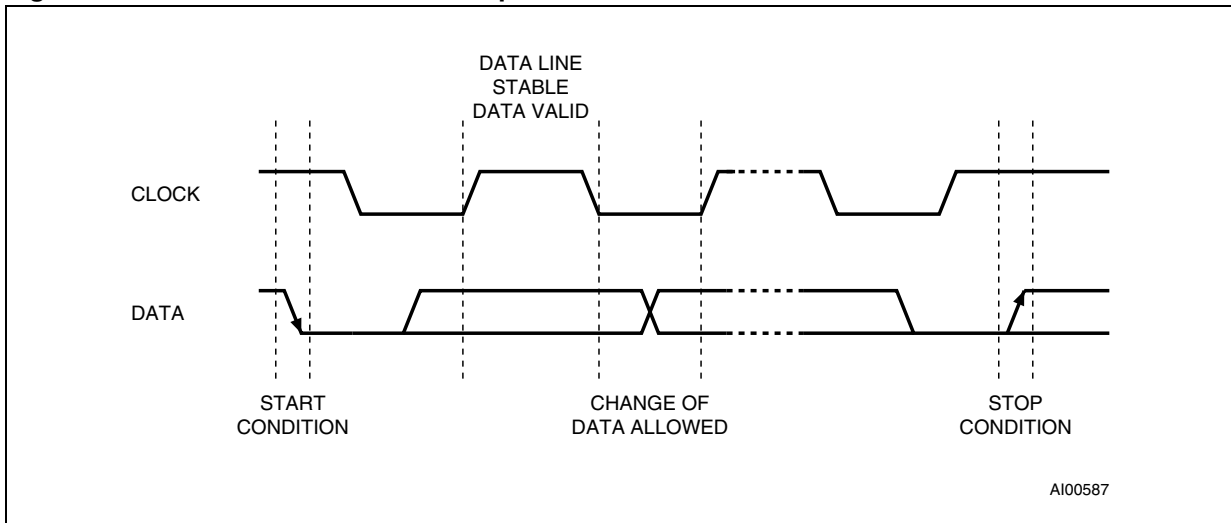 DATA LINE
STABLE
DATA VALID
CLOCK
DATA
START
CONDITION
CHANGE OF
DATA ALLOWED
STOP
CONDITION
AI00587